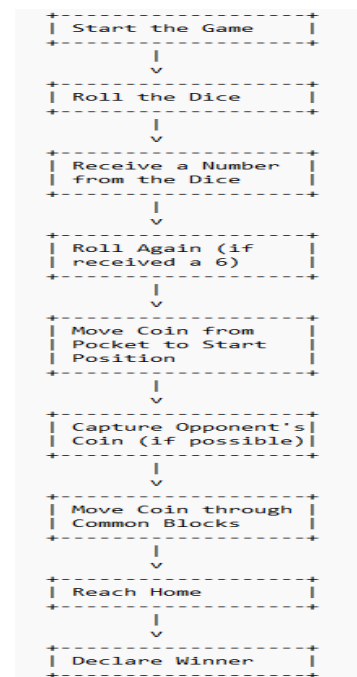 Start the Game
Roll the Dice
Receive a Number
from the Dice
Roll Again (if
received a 6)
Move Coin from
Pocket to Start
Position
Capture Opponent's
Coin (if possible)
Move Coin through
Common Blocks
Reach Home
Declare Winner